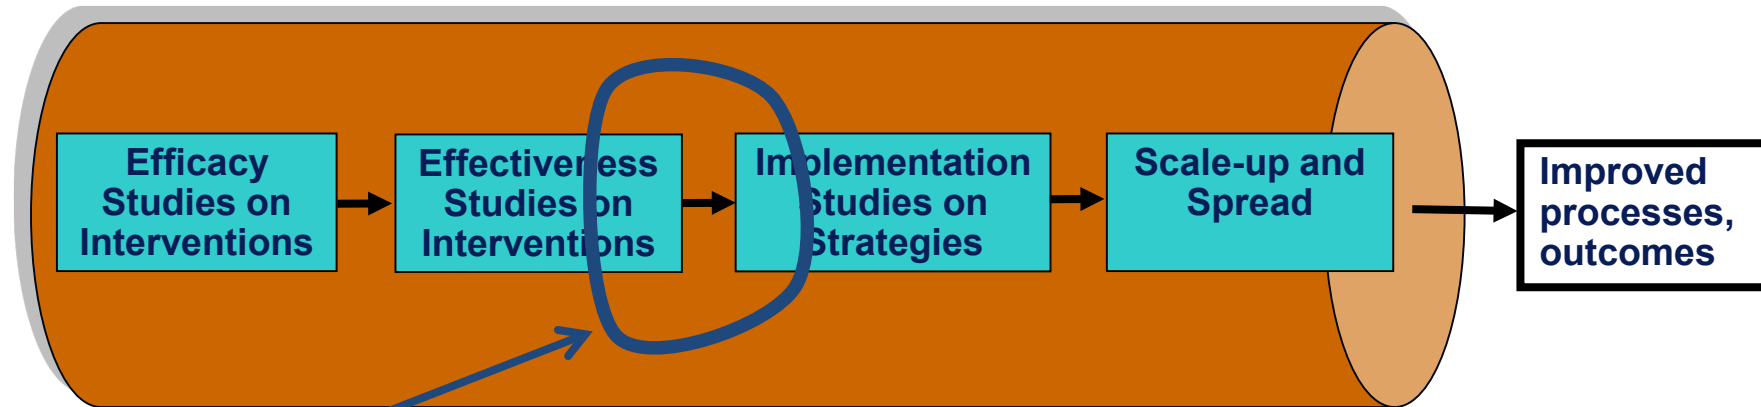 Efficacy
Studies on
Interventions
Effectiveness
Studies on
Interventions
Implementation
Studies on
Strategies
Scale-up and
Spread
Improved
processes,
outcomes